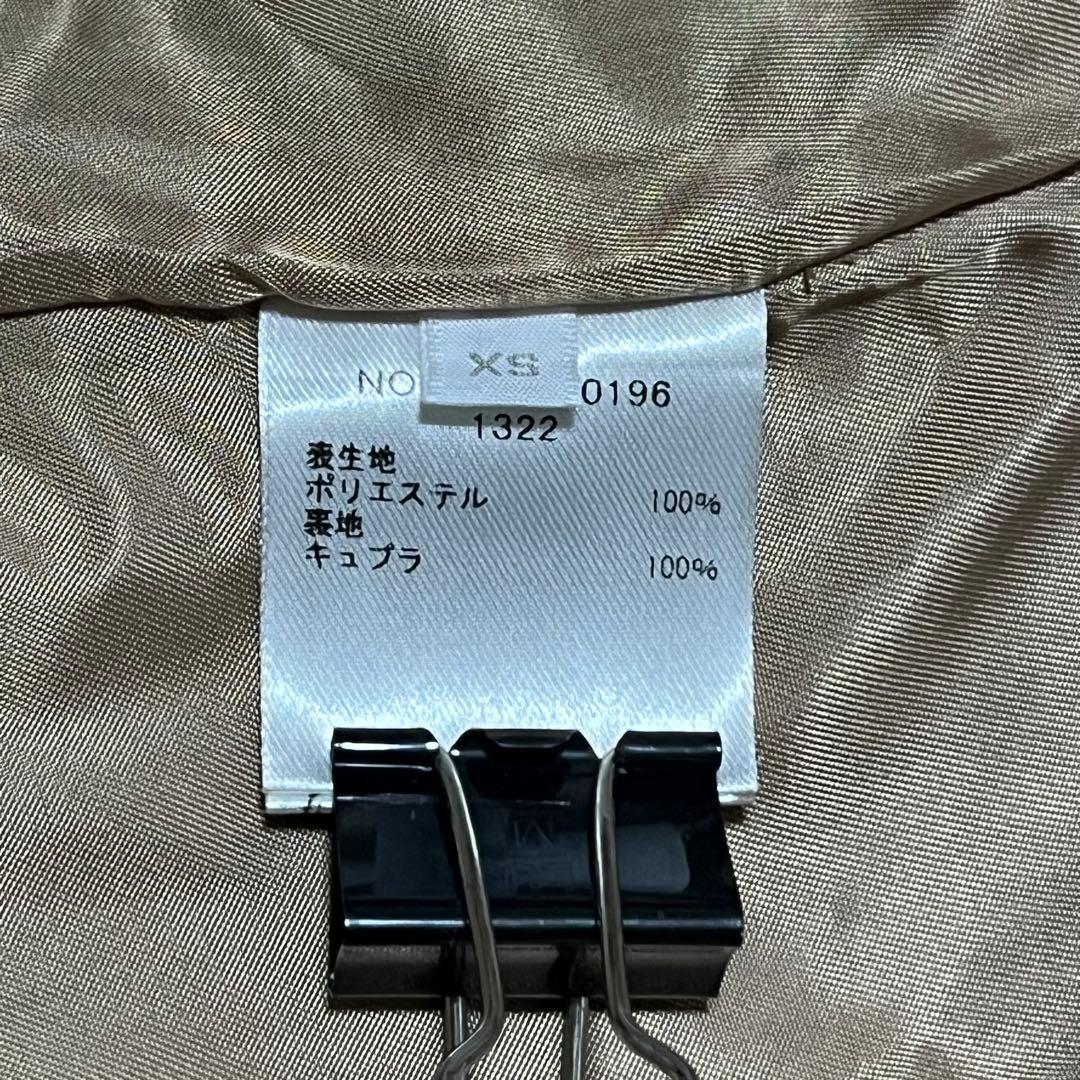 XS
NO 0196
1322
表生地
ポリエステル 100%
裏地
キュプラ 100%
M